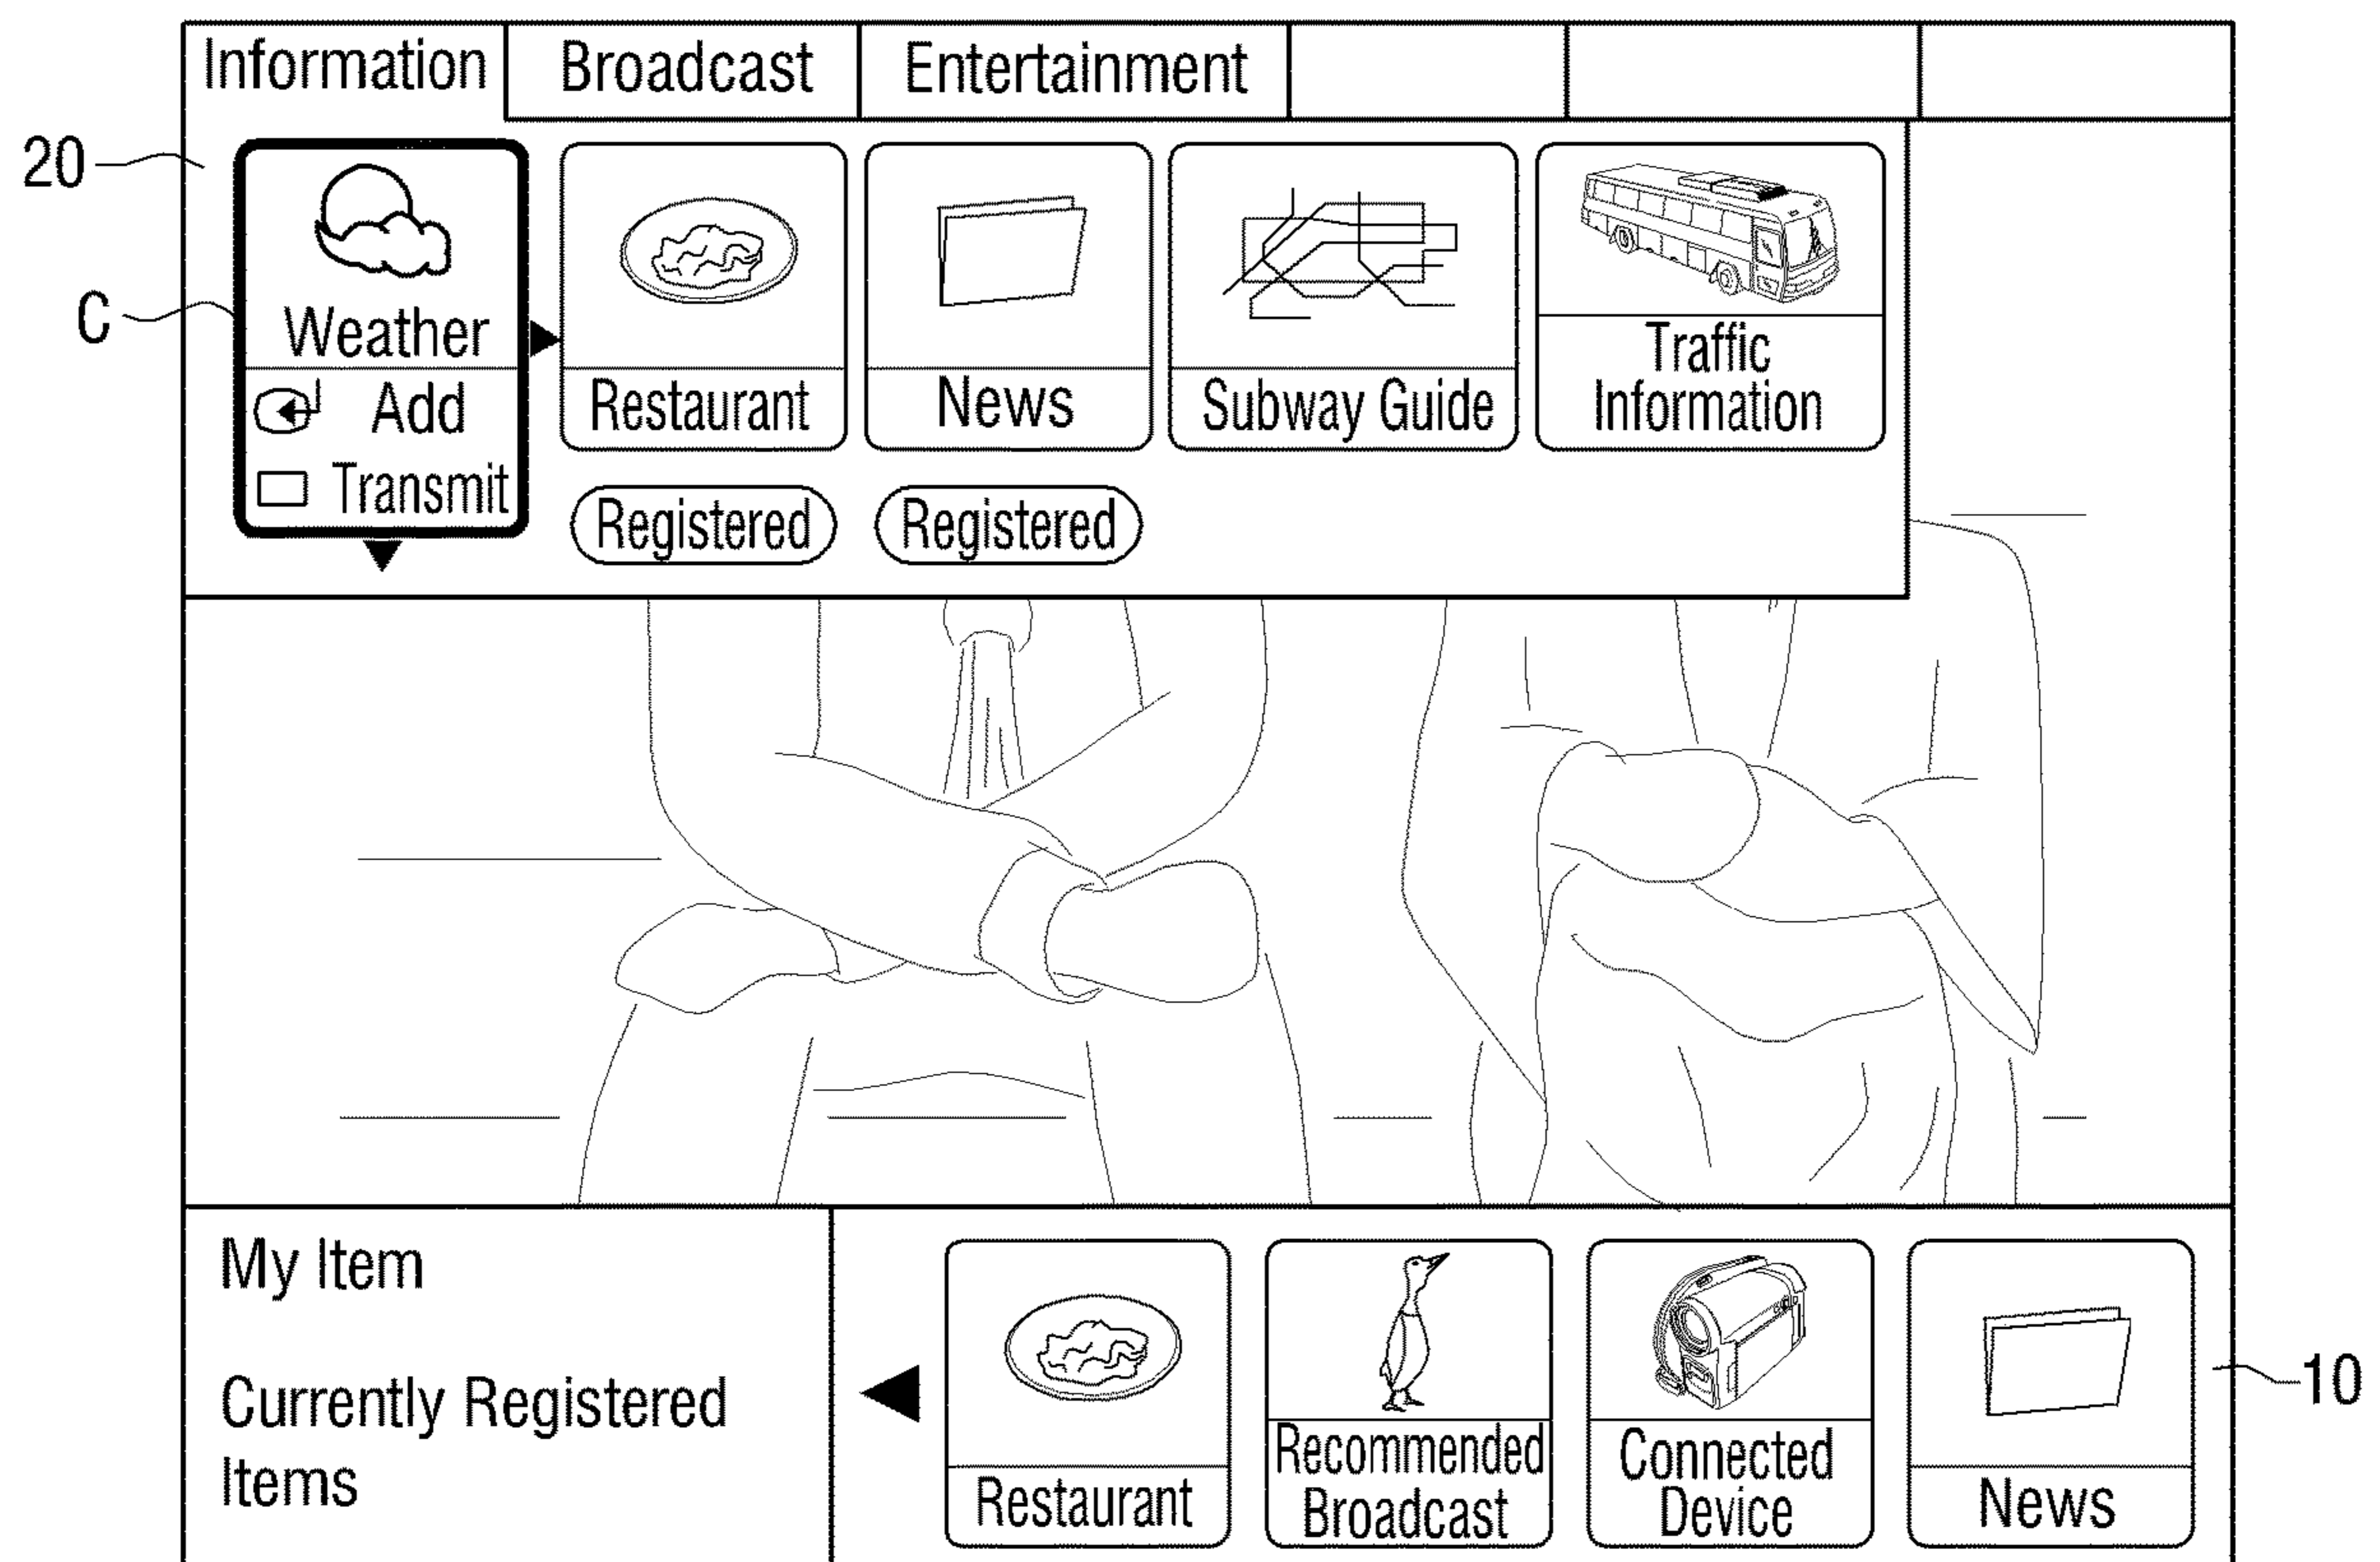 Information
Broadcast
Entertainment
20
C
Weather
Add
Transmit
Restaurant
News
Subway Guide
Traffic
Information
Registered
Registered
My Item
Currently Registered
Items
Restaurant
Recommended
Broadcast
Connected
Device
News
10